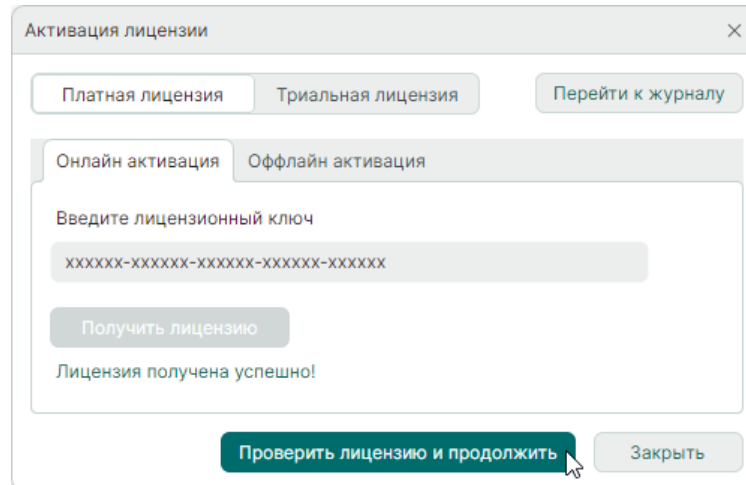 Активация лицензии
Платная лицензия Триальная лицензия Перейти к журналу
Онлайн активация Оффлайн активация
Введите лицензионный ключ
xxxxxx-xxxxxx-xxxxxx-xxxxxx-xxxxxx
Получить лицензию
Лицензия получена успешно!
Проверить лицензию и продолжить Закрыть